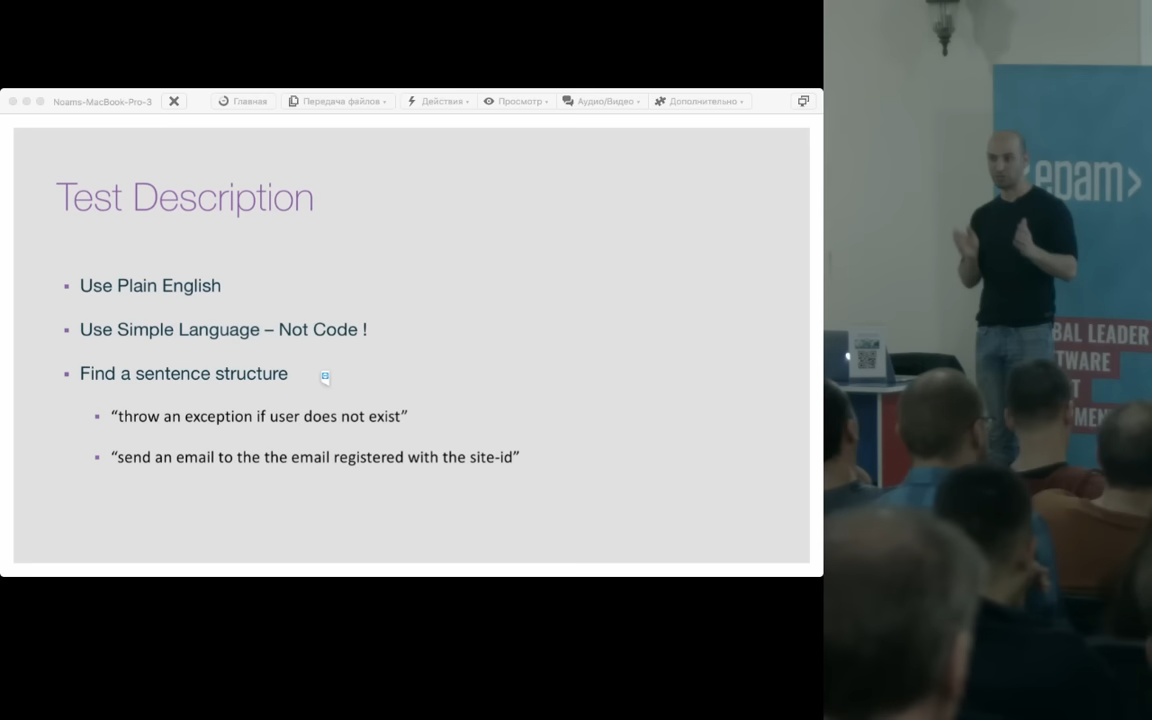 Noams-MacBook-Pro-3
Главная
Передача файлов
Действия
Просмотр
Аудио/Видео
Дополнительно
Test Description
Use Plain English
Use Simple Language – Not Code !
Find a sentence structure
“throw an exception if user does not exist”
“send an email to the the email registered with the site-id”
epam>
BAL LEADER
TWARE
T
MEN